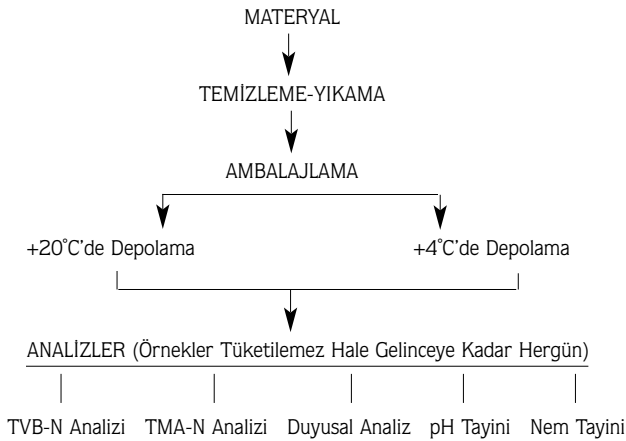 MATERYAL
TEMİZLEME-YIKAMA
AMBALAJLAMA
+20°C'de Depolama +4°C'de Depolama
ANALİZLER (Örnekler Tüketilemez Hale Gelinceye Kadar Hergün)
TVB-N Analizi TMA-N Analizi Duyusal Analiz pH Tayini Nem Tayini